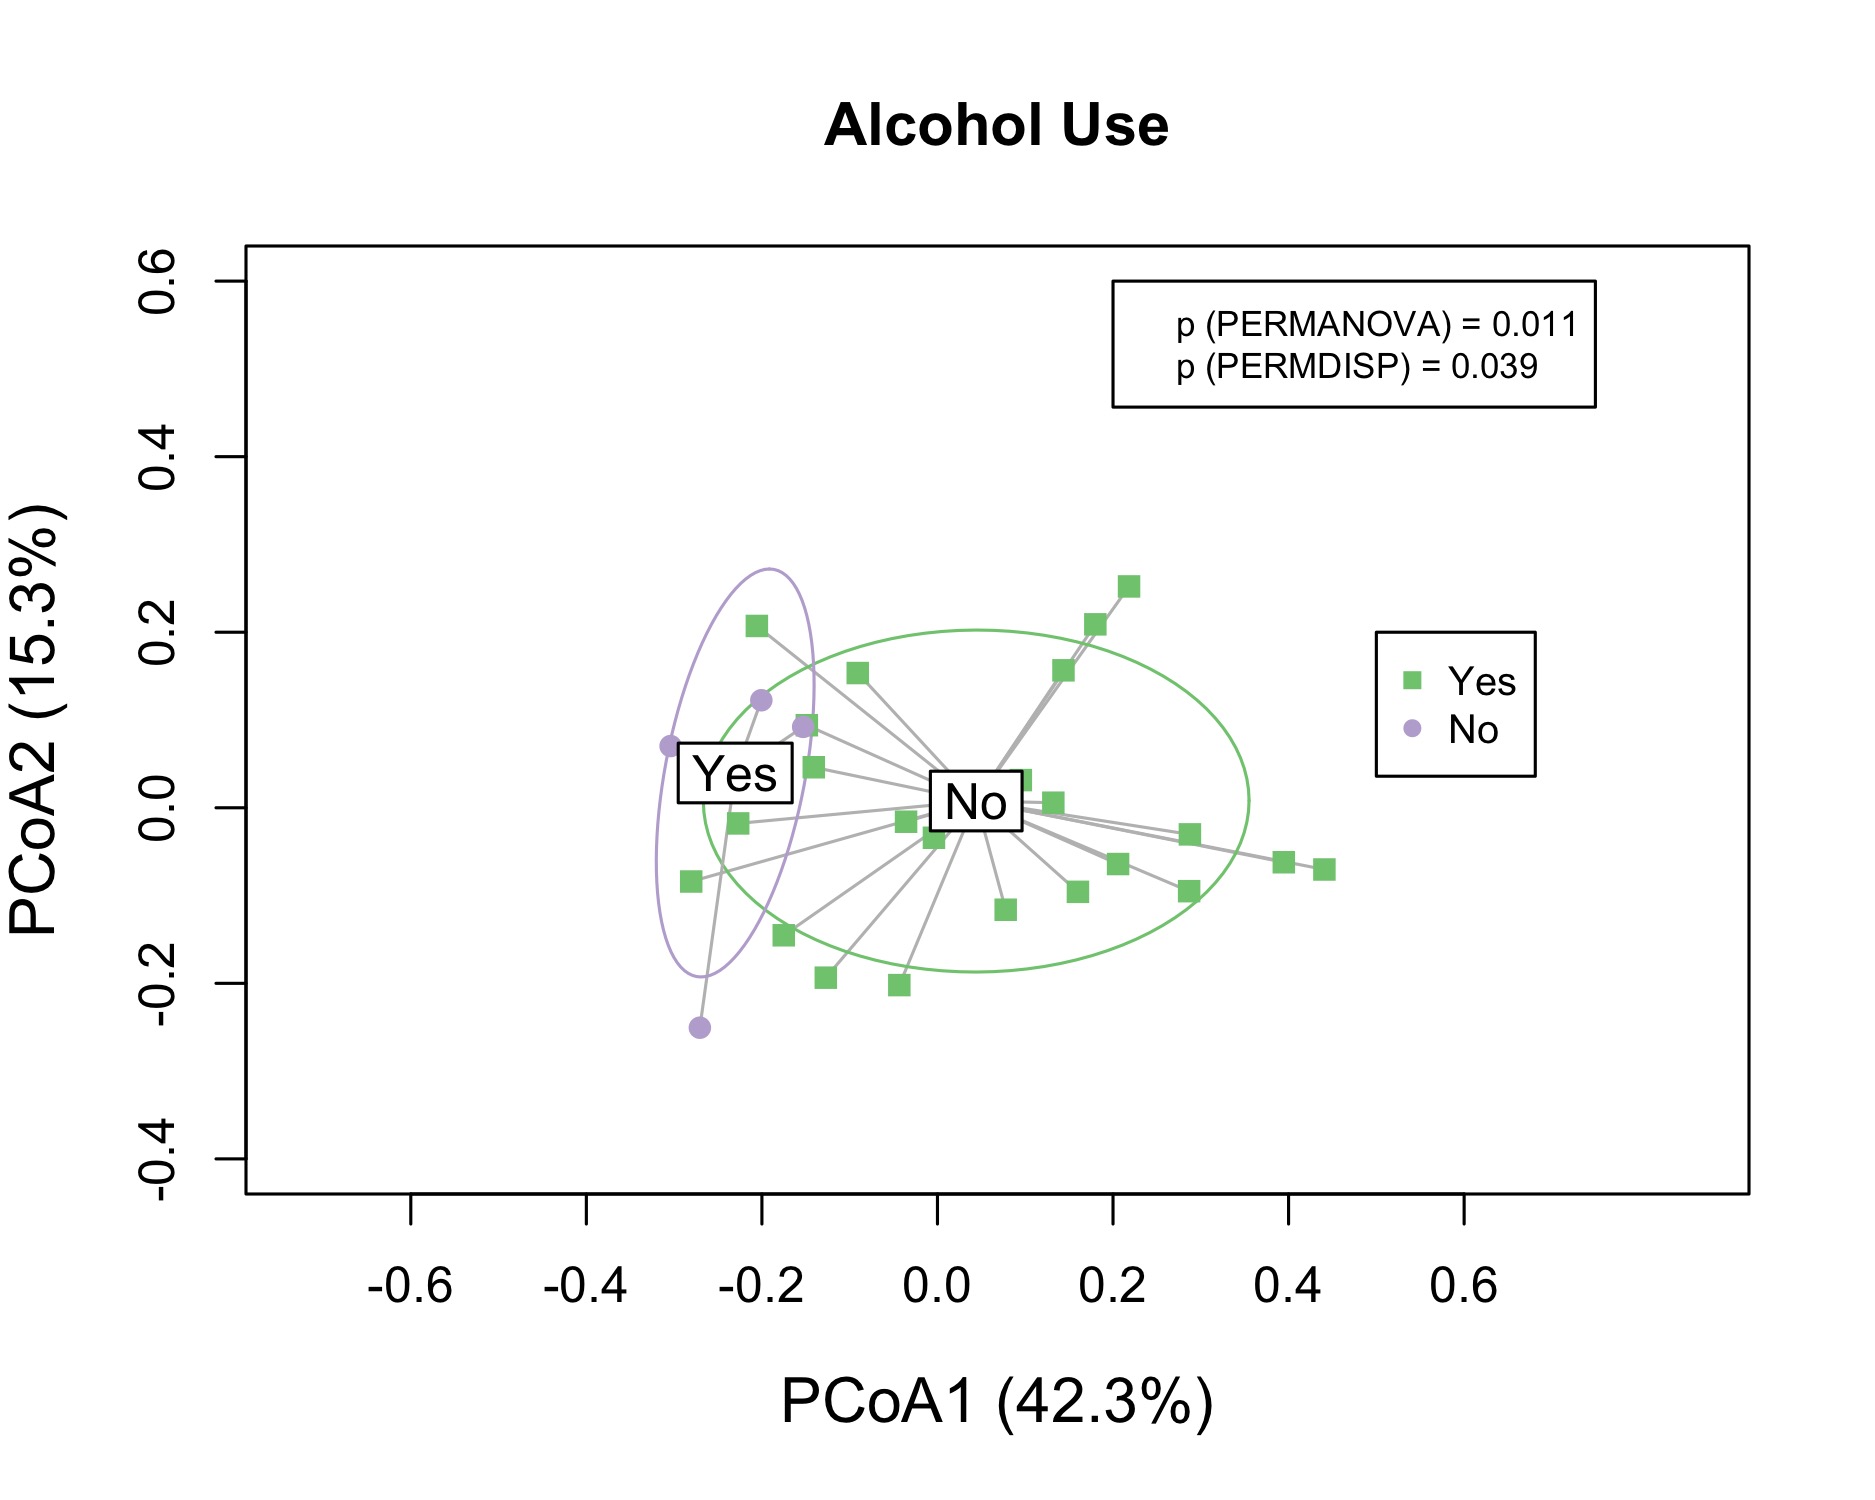 Alcohol Use
p (PERMANOVA) = 0.011
p (PERMDISP) = 0.039
Yes
No
Yes
No
0.6
0.4
0.2
0.0
-0.2
-0.4
PCoA2 (15.3%)
-0.6 -0.4 -0.2 0.0 0.2 0.4 0.6
PCoA1 (42.3%)